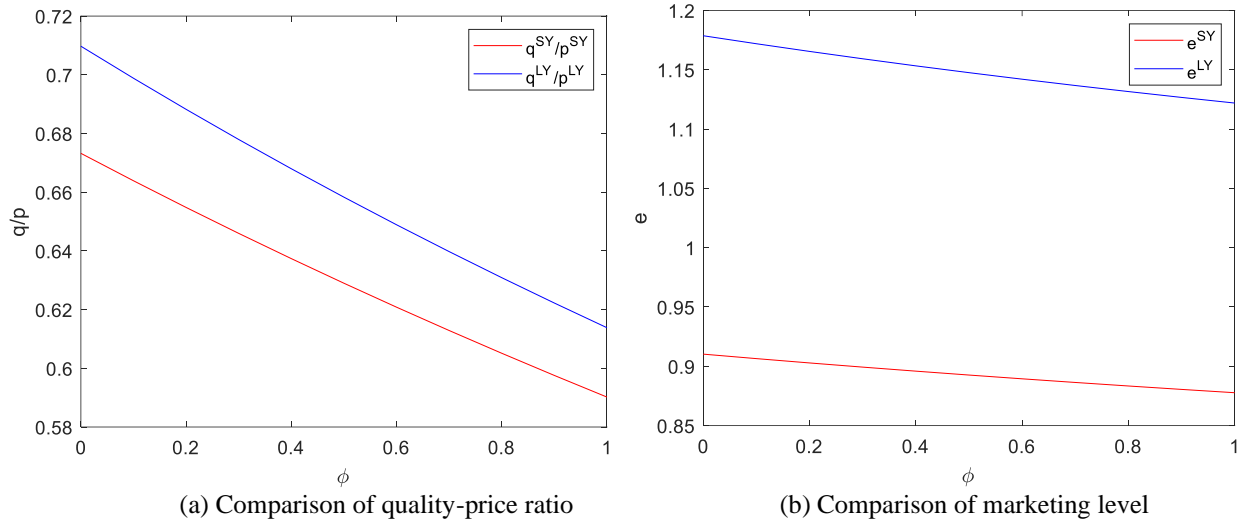 0.72
0.7
0.68
0.66
0.64
0.62
0.6
0.58
q/p
0 0.2 0.4 0.6 0.8 1
ϕ
q^SY/p^SY
q^LY/p^LY
(a) Comparison of quality-price ratio
1.2
1.15
1.1
1.05
1
0.95
0.9
0.85
e
0 0.2 0.4 0.6 0.8 1
ϕ
e^SY
e^LY
(b) Comparison of marketing level